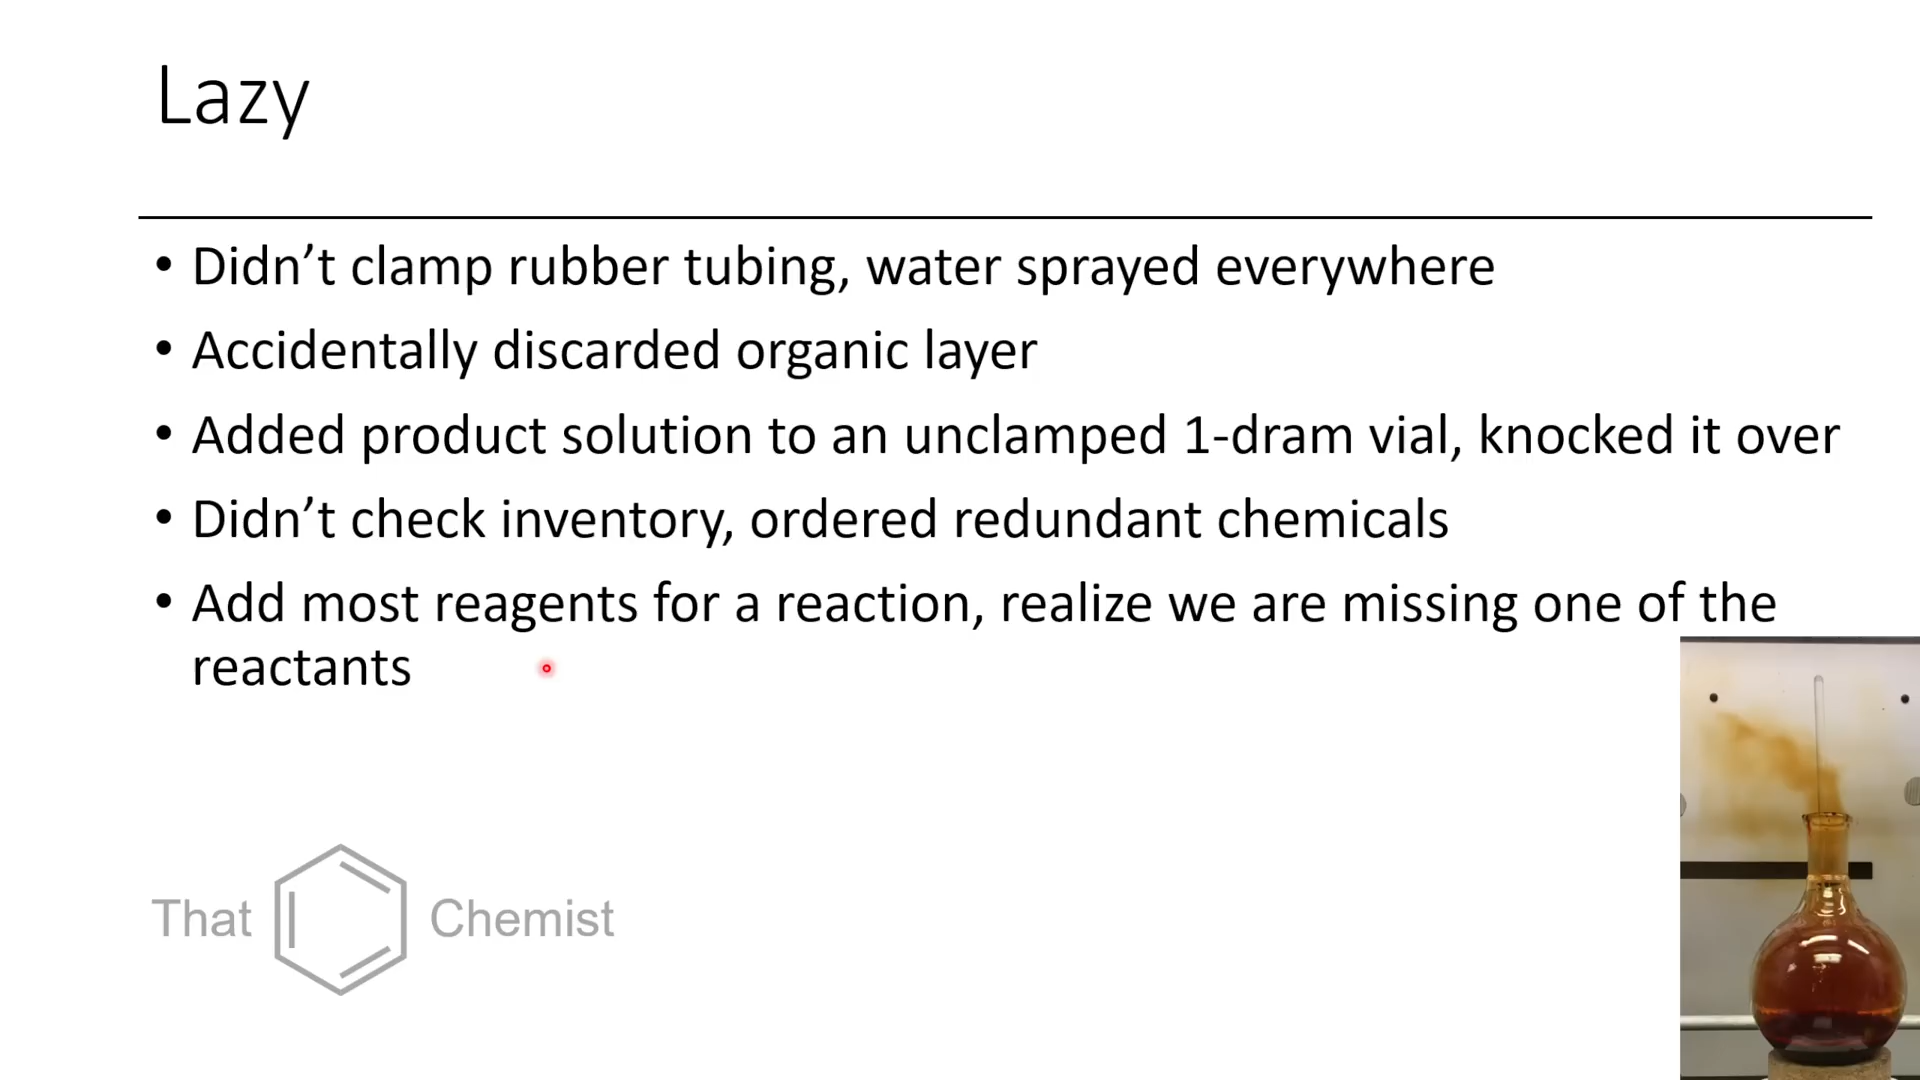 Lazy
• Didn’t clamp rubber tubing, water sprayed everywhere
• Accidentally discarded organic layer
• Added product solution to an unclamped 1-dram vial, knocked it over
• Didn’t check inventory, ordered redundant chemicals
• Add most reagents for a reaction, realize we are missing one of the
reactants
That Chemist